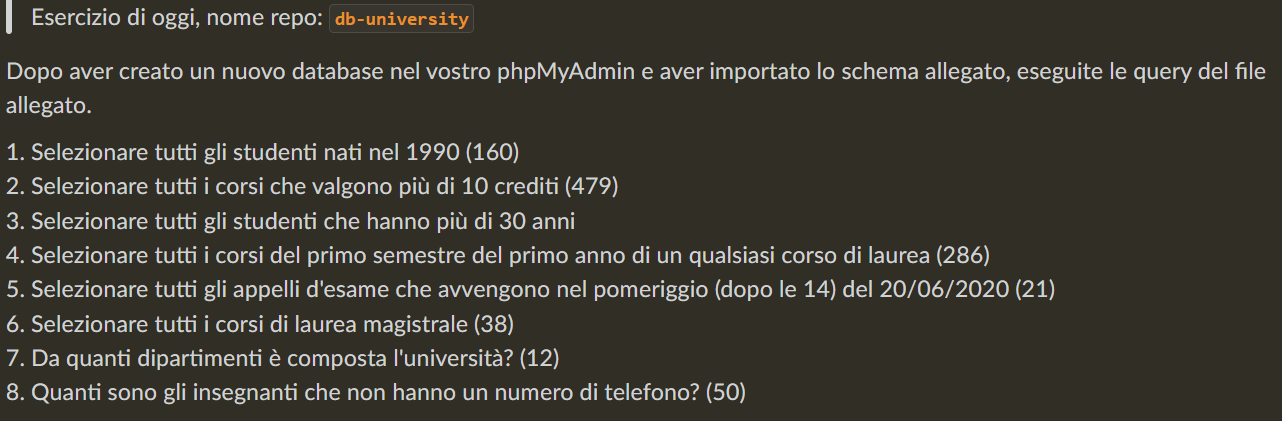 Esercizio di oggi, nome repo: db-university
Dopo aver creato un nuovo database nel vostro phpMyAdmin e aver importato lo schema allegato, eseguite le query del file
allegato.
1. Selezionare tutti gli studenti nati nel 1990 (160)
2. Selezionare tutti i corsi che valgono più di 10 crediti (479)
3. Selezionare tutti gli studenti che hanno più di 30 anni
4. Selezionare tutti i corsi del primo semestre del primo anno di un qualsiasi corso di laurea (286)
5. Selezionare tutti gli appelli d'esame che avvengono nel pomeriggio (dopo le 14) del 20/06/2020 (21)
6. Selezionare tutti i corsi di laurea magistrale (38)
7. Da quanti dipartimenti è composta l'università? (12)
8. Quanti sono gli insegnanti che non hanno un numero di telefono? (50)